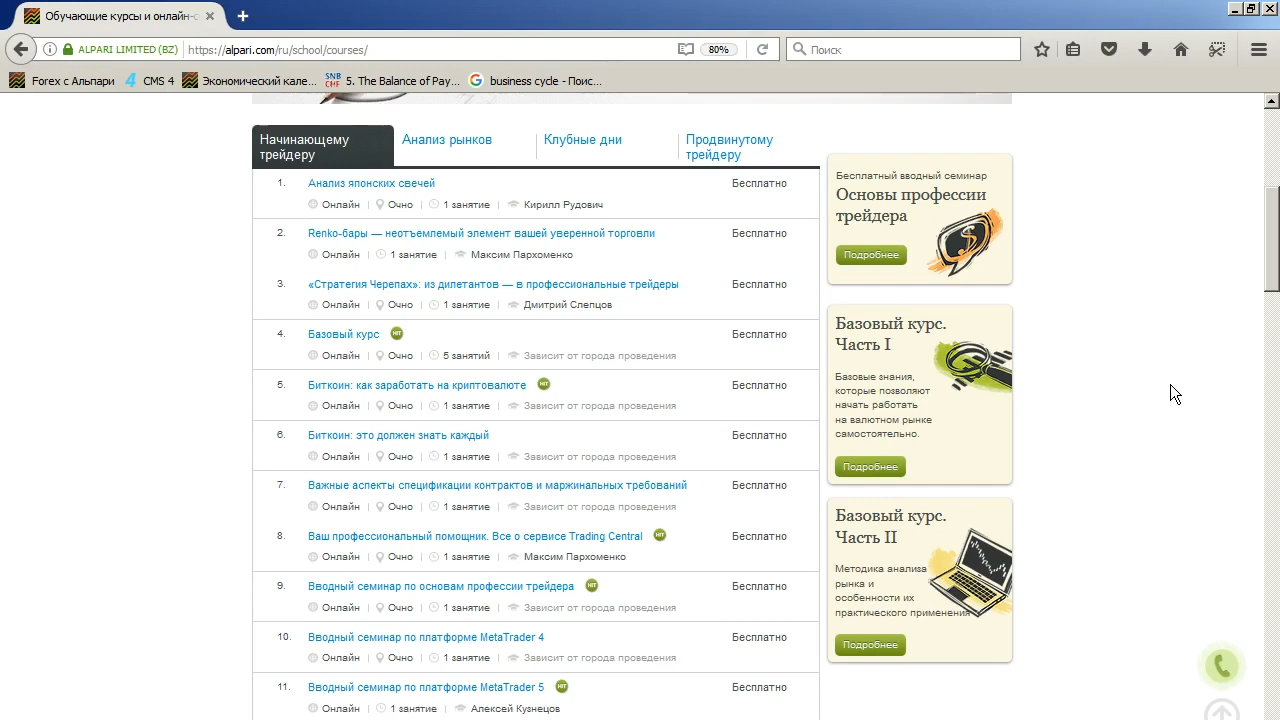 Обучающие курсы и онлайн-с
ALPARI LIMITED (BZ)
https://alpari.com/ru/school/courses/
80%
Поиск
Forex с Альпари
CMS 4
Экономический кале...
SNB
5. The Balance of Pay...
business cycle - Поис...
Начинающему
трейдеру
Анализ рынков
Клубные дни
Продвинутому
трейдеру
1. Анализ японских свечей Бесплатно
Онлайн | Очно | 1 занятие | Кирилл Рудович
2. Renko-бары — неотъемлемый элемент вашей уверенной торговли Бесплатно
Онлайн | 1 занятие | Максим Пархоменко
3. «Стратегия Черепах»: из дилетантов — в профессиональные трейдеры Бесплатно
Онлайн | Очно | 1 занятие | Дмитрий Слепцов
4. Базовый курс HIT Бесплатно
Онлайн | Очно | 5 занятий | Зависит от города проведения
5. Биткоин: как заработать на криптовалюте HIT Бесплатно
Онлайн | Очно | 1 занятие | Зависит от города проведения
6. Биткоин: это должен знать каждый Бесплатно
Онлайн | Очно | 1 занятие | Зависит от города проведения
7. Важные аспекты спецификации контрактов и маржинальных требований Бесплатно
Онлайн | Очно | 1 занятие | Зависит от города проведения
8. Ваш профессиональный помощник. Все о сервисе Trading Central HIT Бесплатно
Онлайн | Очно | 1 занятие | Максим Пархоменко
9. Вводный семинар по основам профессии трейдера HIT Бесплатно
Онлайн | Очно | 1 занятие | Зависит от города проведения
10. Вводный семинар по платформе MetaTrader 4 Бесплатно
Онлайн | Очно | 1 занятие | Зависит от города проведения
11. Вводный семинар по платформе MetaTrader 5 HIT Бесплатно
Онлайн | 1 занятие | Алексей Кузнецов
Бесплатный вводный семинар
Основы профессии
трейдера
Подробнее
Базовый курс.
Часть I
Базовые знания,
которые позволяют
начать работать
на валютном рынке
самостоятельно.
Подробнее
Базовый курс.
Часть II
Методика анализа
рынка и
особенности их
практического применения
Подробнее